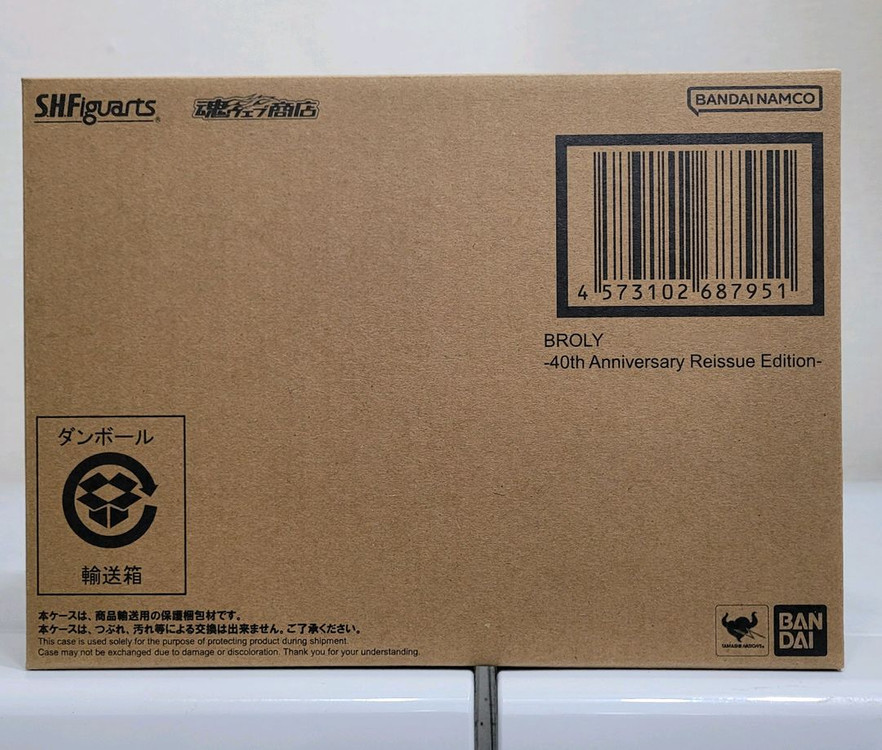 S.H.Figuarts
魂ウェブ商店
BANDAI NAMCO
4 573102 687951
BROLY
-40th Anniversary Reissue Edition-
ダンボール
輸送箱
本ケースは、商品輸送用の保護梱包材です。
本ケースは、つぶれ、汚れ等による交換は出来ません。ご了承ください。
This case is used solely for the purpose of protecting product during shipment.
Case may not be exchanged due to damage or discoloration. Thank you for your understanding.
TAMASHII NATIONS
BAN
DAI